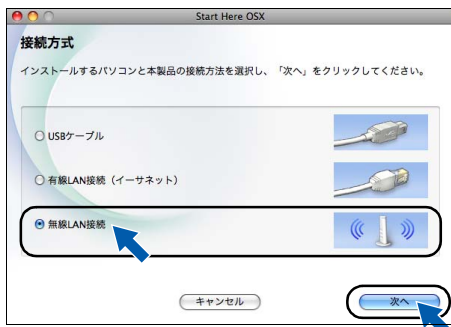 Start Here OSX
接続方式
インストールするパソコンと本製品の接続方法を選択し、「次へ」をクリックしてください。
USBケーブル
有線LAN接続（イーサネット）
無線LAN接続
キャンセル
次へ